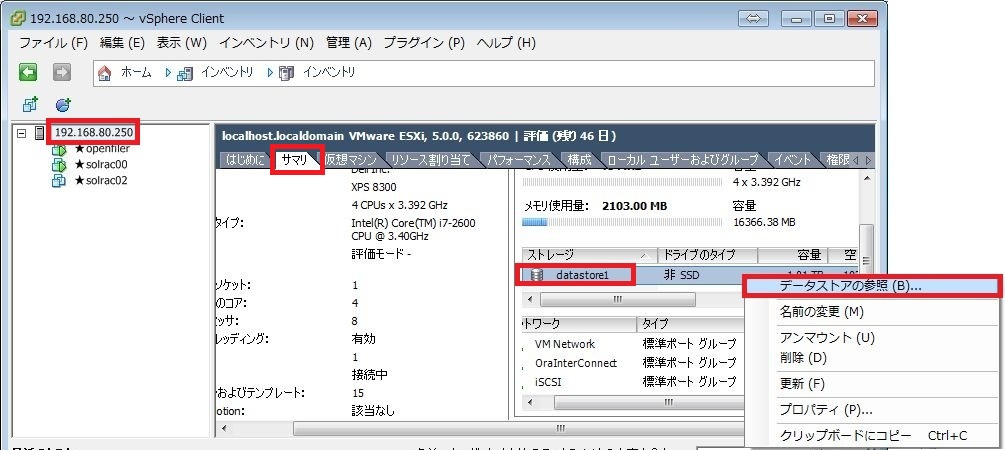 192.168.80.250 ～ vSphere Client
ファイル (F) 編集 (E) 表示 (W) インベントリ (N) 管理 (A) プラグイン (P) ヘルプ (H)
ホーム インベントリ インベントリ
192.168.80.250
★openfiler
★solrac00
★solrac02
localhost.localdomain VMware ESXi, 5.0.0, 623860 | 評価 (残り 46 日)
はじめに サマリ 仮想マシン リソース割り当て パフォーマンス 構成 ローカル ユーザーおよびグループ イベント 権限
Dell Inc.
XPS 8300
4 CPUs x 3.392 GHz
タイプ: Intel(R) Core(TM) i7-2600
CPU @ 3.40GHz
評価モード -
ソケット: 1
のコア: 4
セッサ: 8
レッディング: 有効
1
接続中
およびテンプレート: 15
otion: 該当なし
容量
4 x 3.392 GHz
メモリ使用量: 2103.00 MB 容量
16366.38 MB
ストレージ ドライブのタイプ 容量 空
datastore1 非 SSD
トワーク タイプ
VM Network 標準ポート グループ
OraInterConnect 標準ポート グループ
iSCSI 標準ポート グループ
データストアの参照 (B)...
名前の変更 (M)
アンマウント (U)
削除 (D)
更新 (F)
プロパティ (P)...
クリップボードにコピー Ctrl+C